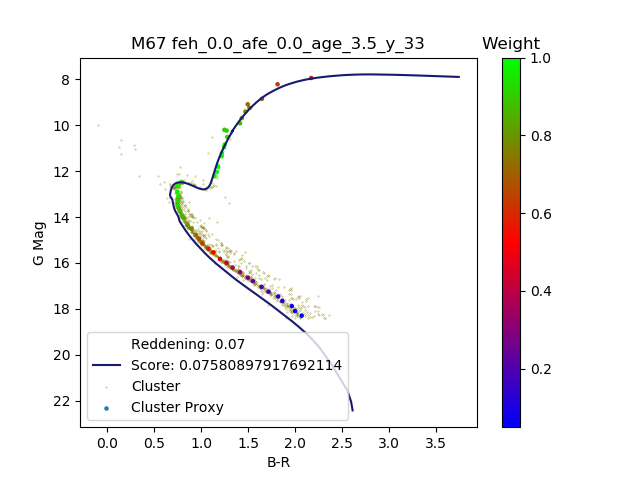 M67 feh_0.0_afe_0.0_age_3.5_y_33
Weight
8
10
12
14
16
18
20
22
G Mag
0.0 0.5 1.0 1.5 2.0 2.5 3.0 3.5
B-R
Reddening: 0.07
Score: 0.07580897917692114
Cluster
Cluster Proxy
1.0
0.8
0.6
0.4
0.2